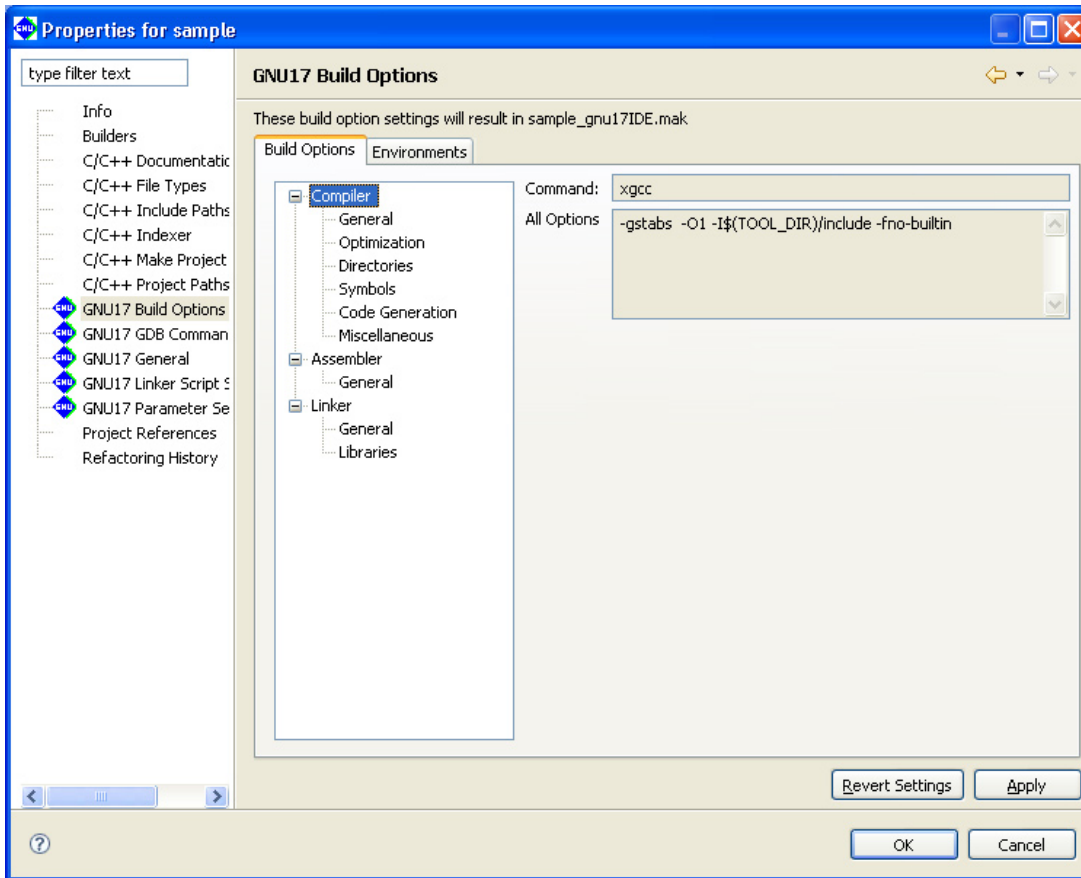 Properties for sample
type filter text
Info
Builders
C/C++ Documentatic
C/C++ File Types
C/C++ Include Paths
C/C++ Indexer
C/C++ Make Project
C/C++ Project Paths
GNU17 Build Options
GNU17 GDB Comman
GNU17 General
GNU17 Linker Script S
GNU17 Parameter Se
Project References
Refactoring History
GNU17 Build Options
These build option settings will result in sample_gnu17IDE.mak
Build Options Environments
Compiler
General
Optimization
Directories
Symbols
Code Generation
Miscellaneous
Assembler
General
Linker
General
Libraries
Command: xgcc
All Options -gstabs -O1 -I$(TOOL_DIR)/include -fno-builtin
Revert Settings Apply
OK Cancel